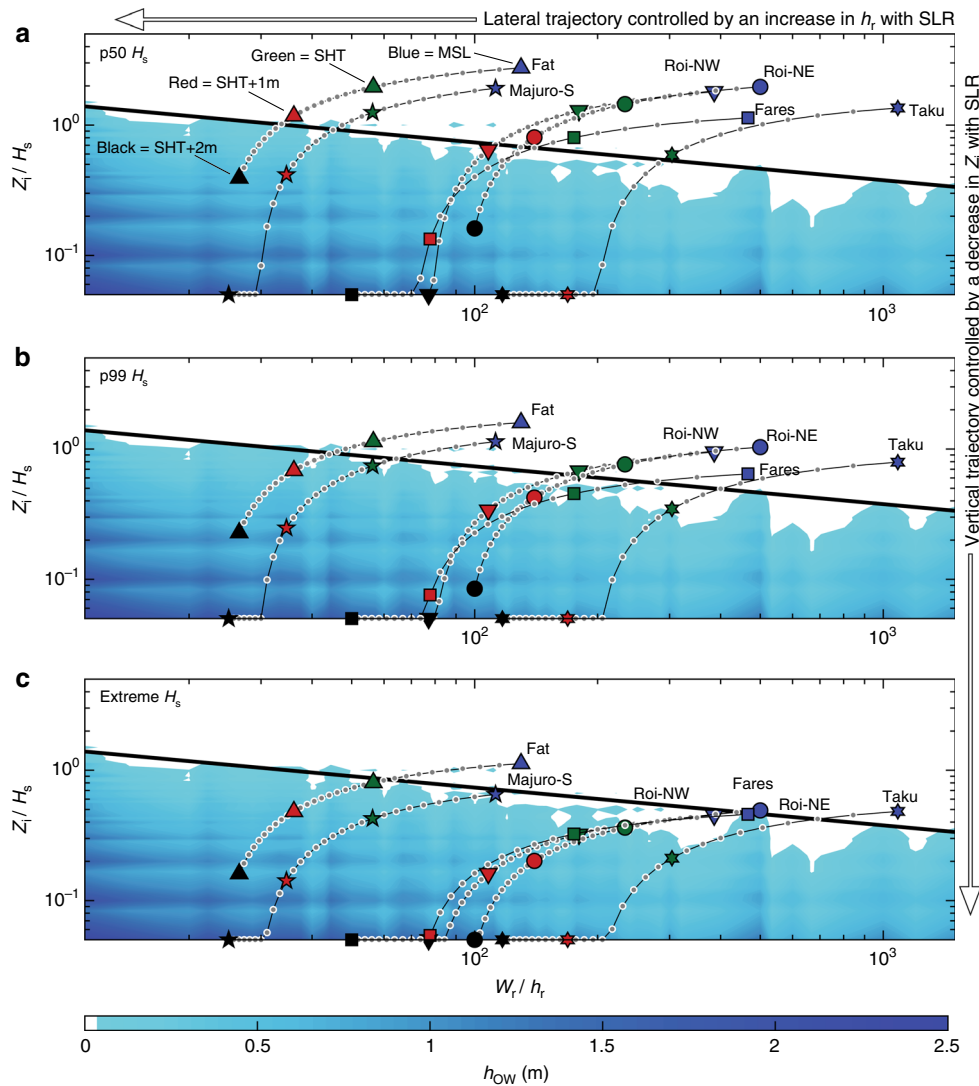 Lateral trajectory controlled by an increase in hr with SLR
a
p50 Hs
Green = SHT
Blue = MSL
Fat
Red = SHT+1m
Majuro-S
Black = SHT+2m
Roi-NW
Roi-NE
Fares
Taku
Zi / Hs
10^0
10^−1
10^2
10^3
Vertical trajectory controlled by a decrease in Zi with SLR
b
p99 Hs
Fat
Majuro-S
Roi-NW
Roi-NE
Fares
Taku
Zi / Hs
10^0
10^−1
10^2
10^3
c
Extreme Hs
Fat
Majuro-S
Roi-NW
Fares
Roi-NE
Taku
Zi / Hs
10^0
10^−1
10^2
10^3
Wr / hr
0
0.5
1
1.5
2
2.5
hOW (m)